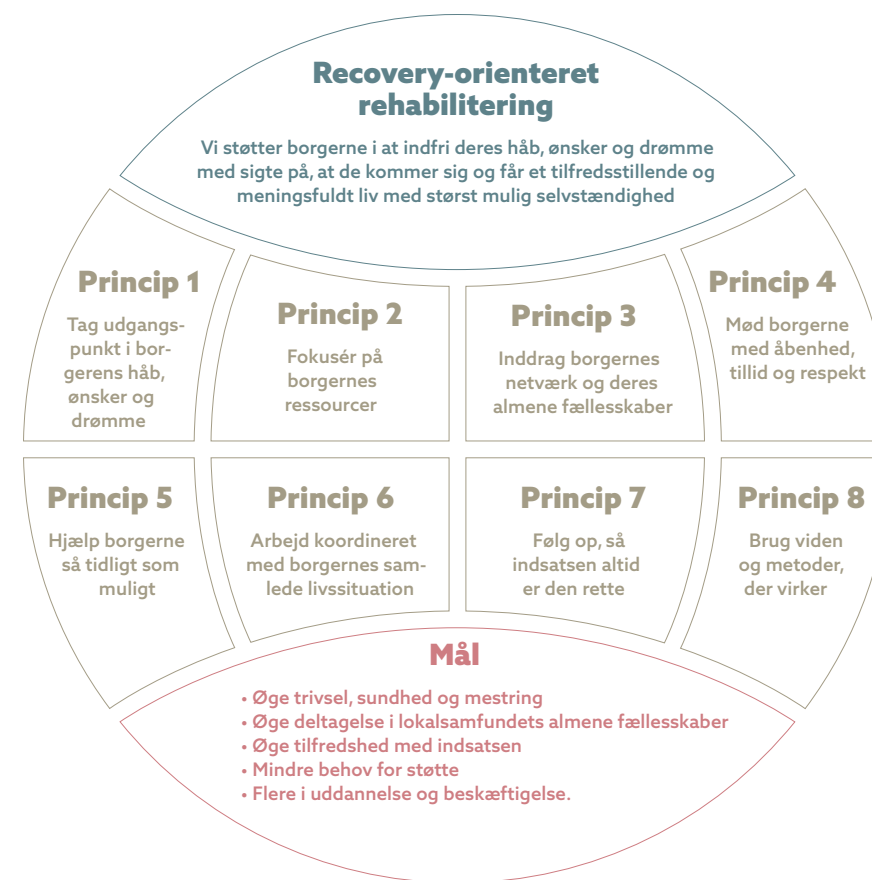 Recovery-orienteret
rehabilitering
Vi støtter borgerne i at indfri deres håb, ønsker og drømme
med sigte på, at de kommer sig og får et tilfredsstillende og
meningsfuldt liv med størst mulig selvstændighed
Princip 1
Tag udgangs-
punkt i bor-
gerens håb,
ønsker og
drømme
Princip 2
Fokusér på
borgernes
ressourcer
Princip 3
Inddrag borgernes
netværk og deres
almene fællesskaber
Princip 4
Mød borgerne
med åbenhed,
tillid og respekt
Princip 5
Hjælp borgerne
så tidligt som
muligt
Princip 6
Arbejd koordineret
med borgernes sam-
lede livssituation
Princip 7
Følg op, så
indsatsen altid
er den rette
Princip 8
Brug viden
og metoder,
der virker
Mål
• Øge trivsel, sundhed og mestring
• Øge deltagelse i lokalsamfundets almene fællesskaber
• Øge tilfredshed med indsatsen
• Mindre behov for støtte
• Flere i uddannelse og beskæftigelse.